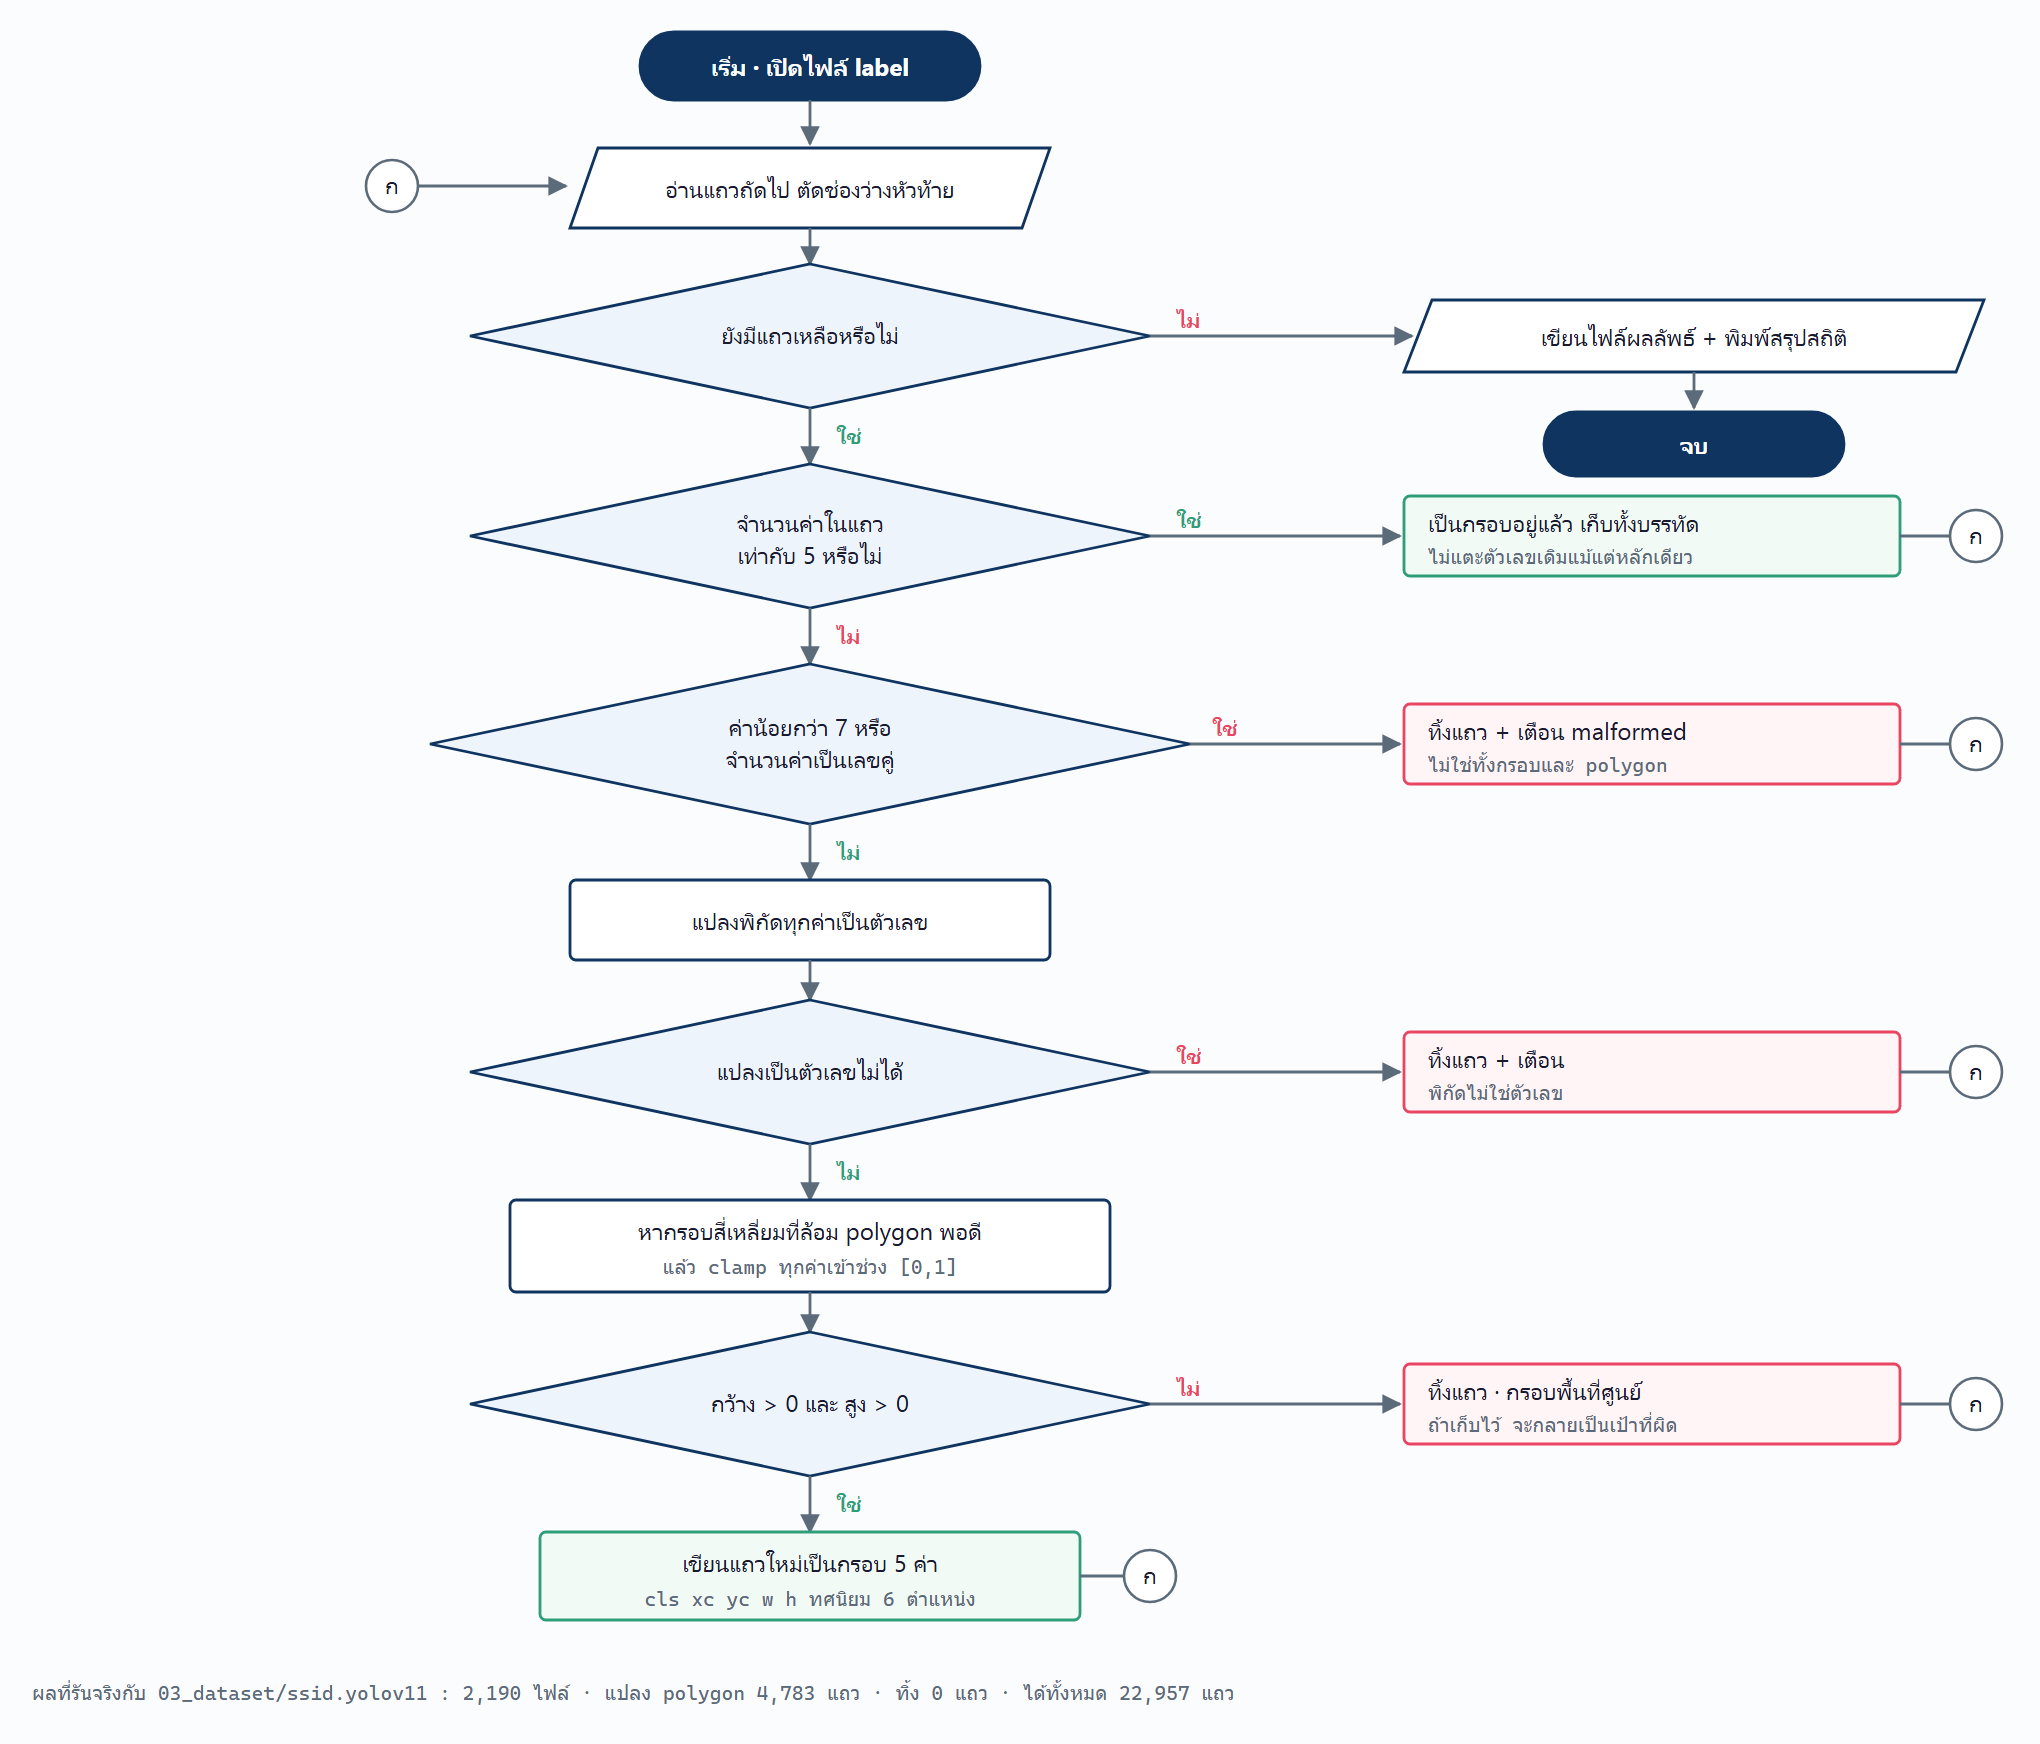 เริ่ม · เปิดไฟล์ label
ก
อ่านแถวถัดไป ตัดช่องว่างหัวท้าย
ยังมีแถวเหลือหรือไม่
ไม่
เขียนไฟล์ผลลัพธ์ + พิมพ์สรุปสถิติ
จบ
ใช่
จำนวนค่าในแถว
เท่ากับ 5 หรือไม่
ใช่
เป็นกรอบอยู่แล้ว เก็บทั้งบรรทัด
ไม่แตะตัวเลขเดิมแม้แต่หลักเดียว
ก
ไม่
ค่าน้อยกว่า 7 หรือ
จำนวนค่าเป็นเลขคู่
ใช่
ทิ้งแถว + เตือน malformed
ไม่ใช่ทั้งกรอบและ polygon
ก
ไม่
แปลงพิกัดทุกค่าเป็นตัวเลข
แปลงเป็นตัวเลขไม่ได้
ใช่
ทิ้งแถว + เตือน
พิกัดไม่ใช่ตัวเลข
ก
ไม่
หากรอบสี่เหลี่ยมที่ล้อม polygon พอดี
แล้ว clamp ทุกค่าเข้าช่วง [0,1]
กว้าง > 0 และ สูง > 0
ไม่
ทิ้งแถว · กรอบพื้นที่ศูนย์
ถ้าเก็บไว้ จะกลายเป็นเป้าที่ผิด
ก
ใช่
เขียนแถวใหม่เป็นกรอบ 5 ค่า
cls xc yc w h ทศนิยม 6 ตำแหน่ง
ก
ผลที่รันจริงกับ 03_dataset/ssid.yolov11 : 2,190 ไฟล์ · แปลง polygon 4,783 แถว · ทิ้ง 0 แถว · ได้ทั้งหมด 22,957 แถว